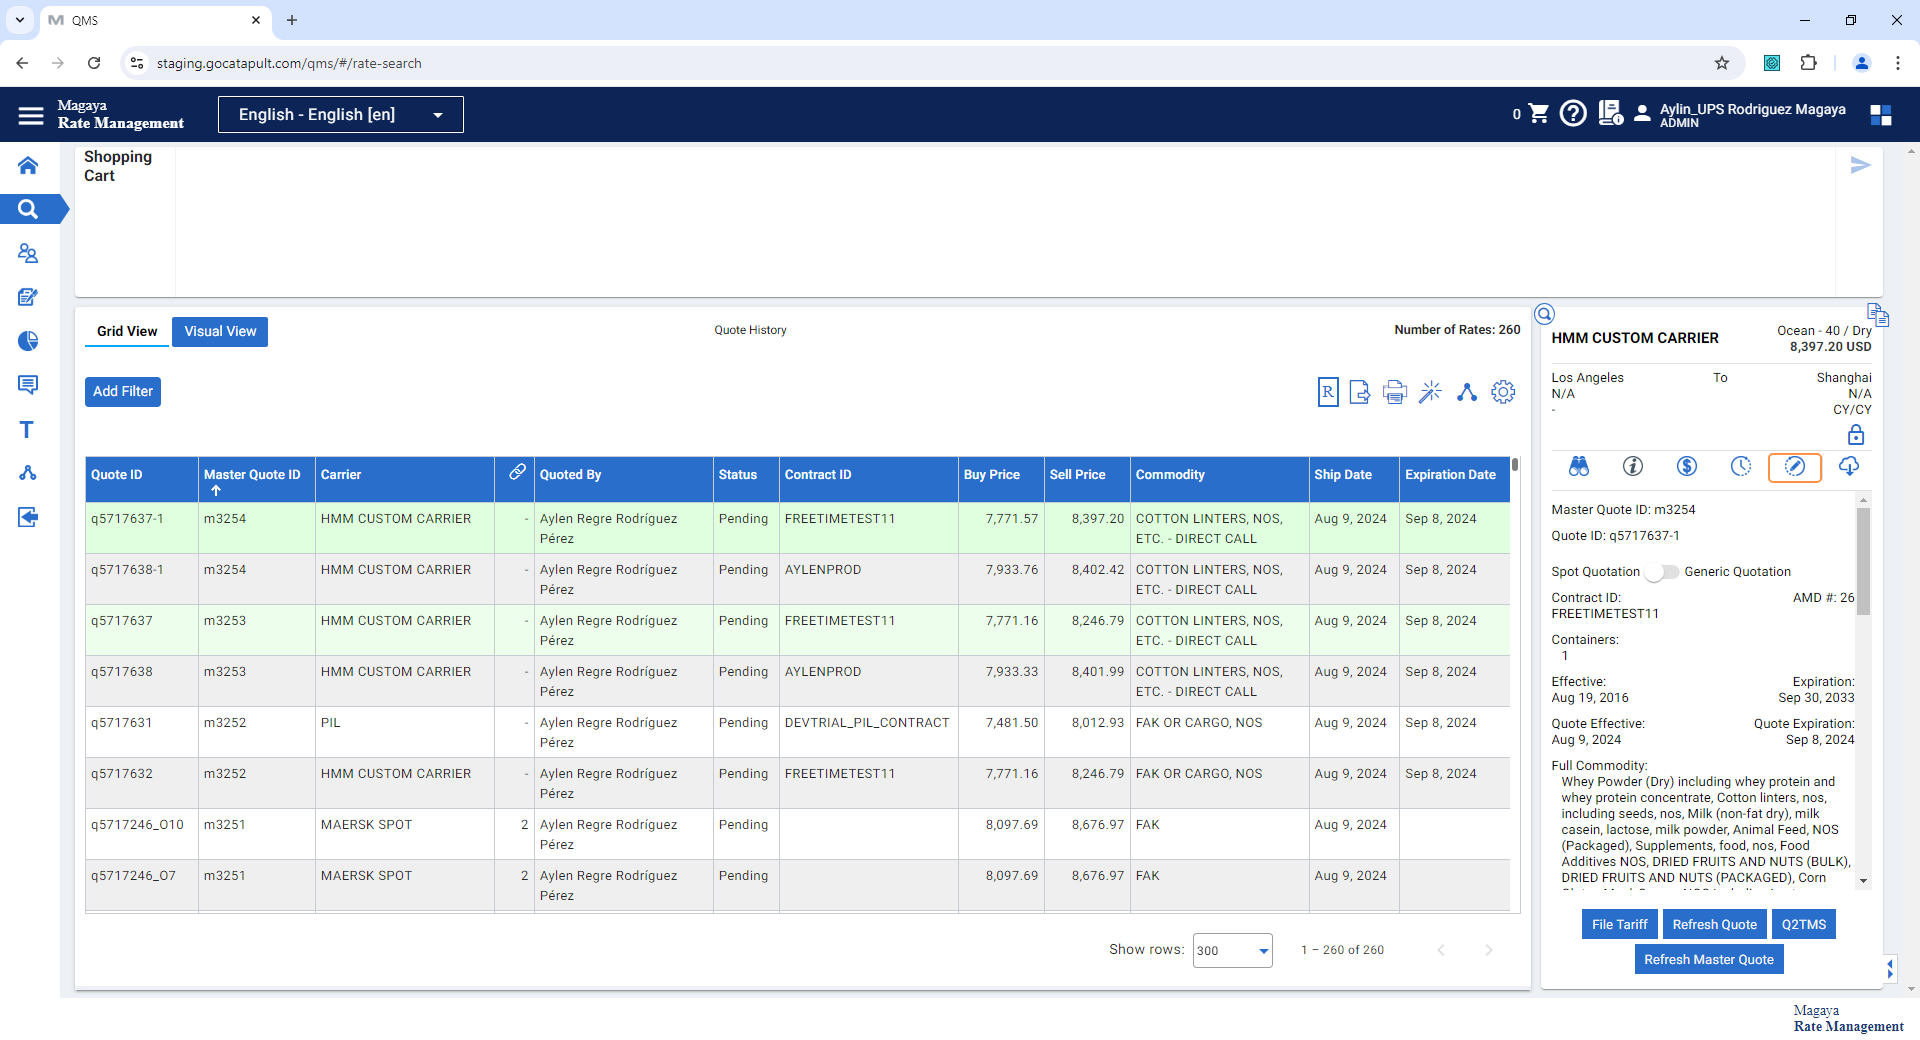 QMS
staging.gocatapult.com/qms/#/rate-search
Magaya
Rate Management
English - English [en]
0
Aylin_UPS Rodriguez Magaya
ADMIN
Shopping
Cart
Grid View
Visual View
Quote History
Number of Rates: 260
Add Filter
R
Quote ID Master Quote ID Carrier Quoted By Status Contract ID Buy Price Sell Price Commodity Ship Date Expiration Date
q5717637-1 m3254 HMM CUSTOM CARRIER - Aylen Regre Rodríguez Pending FREETIMETEST11 7,771.57 8,397.20 COTTON LINTERS, NOS, Aug 9, 2024 Sep 8, 2024
Pérez ETC. - DIRECT CALL
q5717638-1 m3254 HMM CUSTOM CARRIER - Aylen Regre Rodríguez Pending AYLENPROD 7,933.76 8,402.42 COTTON LINTERS, NOS, Aug 9, 2024 Sep 8, 2024
Pérez ETC. - DIRECT CALL
q5717637 m3253 HMM CUSTOM CARRIER - Aylen Regre Rodríguez Pending FREETIMETEST11 7,771.16 8,246.79 COTTON LINTERS, NOS, Aug 9, 2024 Sep 8, 2024
Pérez ETC. - DIRECT CALL
q5717638 m3253 HMM CUSTOM CARRIER - Aylen Regre Rodríguez Pending AYLENPROD 7,933.33 8,401.99 COTTON LINTERS, NOS, Aug 9, 2024 Sep 8, 2024
Pérez ETC. - DIRECT CALL
q5717631 m3252 PIL - Aylen Regre Rodríguez Pending DEVTRIAL_PIL_CONTRACT 7,481.50 8,012.93 FAK OR CARGO, NOS Aug 9, 2024 Sep 8, 2024
Pérez
q5717632 m3252 HMM CUSTOM CARRIER - Aylen Regre Rodríguez Pending FREETIMETEST11 7,771.16 8,246.79 FAK OR CARGO, NOS Aug 9, 2024 Sep 8, 2024
Pérez
q5717246_O10 m3251 MAERSK SPOT 2 Aylen Regre Rodríguez Pending 8,097.69 8,676.97 FAK Aug 9, 2024
Pérez
q5717246_O7 m3251 MAERSK SPOT 2 Aylen Regre Rodríguez Pending 8,097.69 8,676.97 FAK Aug 9, 2024
Pérez
Show rows: 300 1 – 260 of 260
HMM CUSTOM CARRIER
Ocean - 40 / Dry
8,397.20 USD
Los Angeles To Shanghai
N/A N/A
- CY/CY
Master Quote ID: m3254
Quote ID: q5717637-1
Spot Quotation Generic Quotation
Contract ID: AMD #: 26
FREETIMETEST11
Containers:
1
Effective: Expiration:
Aug 19, 2016 Sep 30, 2033
Quote Effective: Quote Expiration:
Aug 9, 2024 Sep 8, 2024
Full Commodity:
Whey Powder (Dry) including whey protein and
whey protein concentrate, Cotton linters, nos,
including seeds, nos, Milk (non-fat dry), milk
casein, lactose, milk powder, Animal Feed, NOS
(Packaged), Supplements, food, nos, Food
Additives NOS, DRIED FRUITS AND NUTS (BULK),
DRIED FRUITS AND NUTS (PACKAGED), Corn
File Tariff
Refresh Quote
Q2TMS
Refresh Master Quote
Magaya
Rate Management